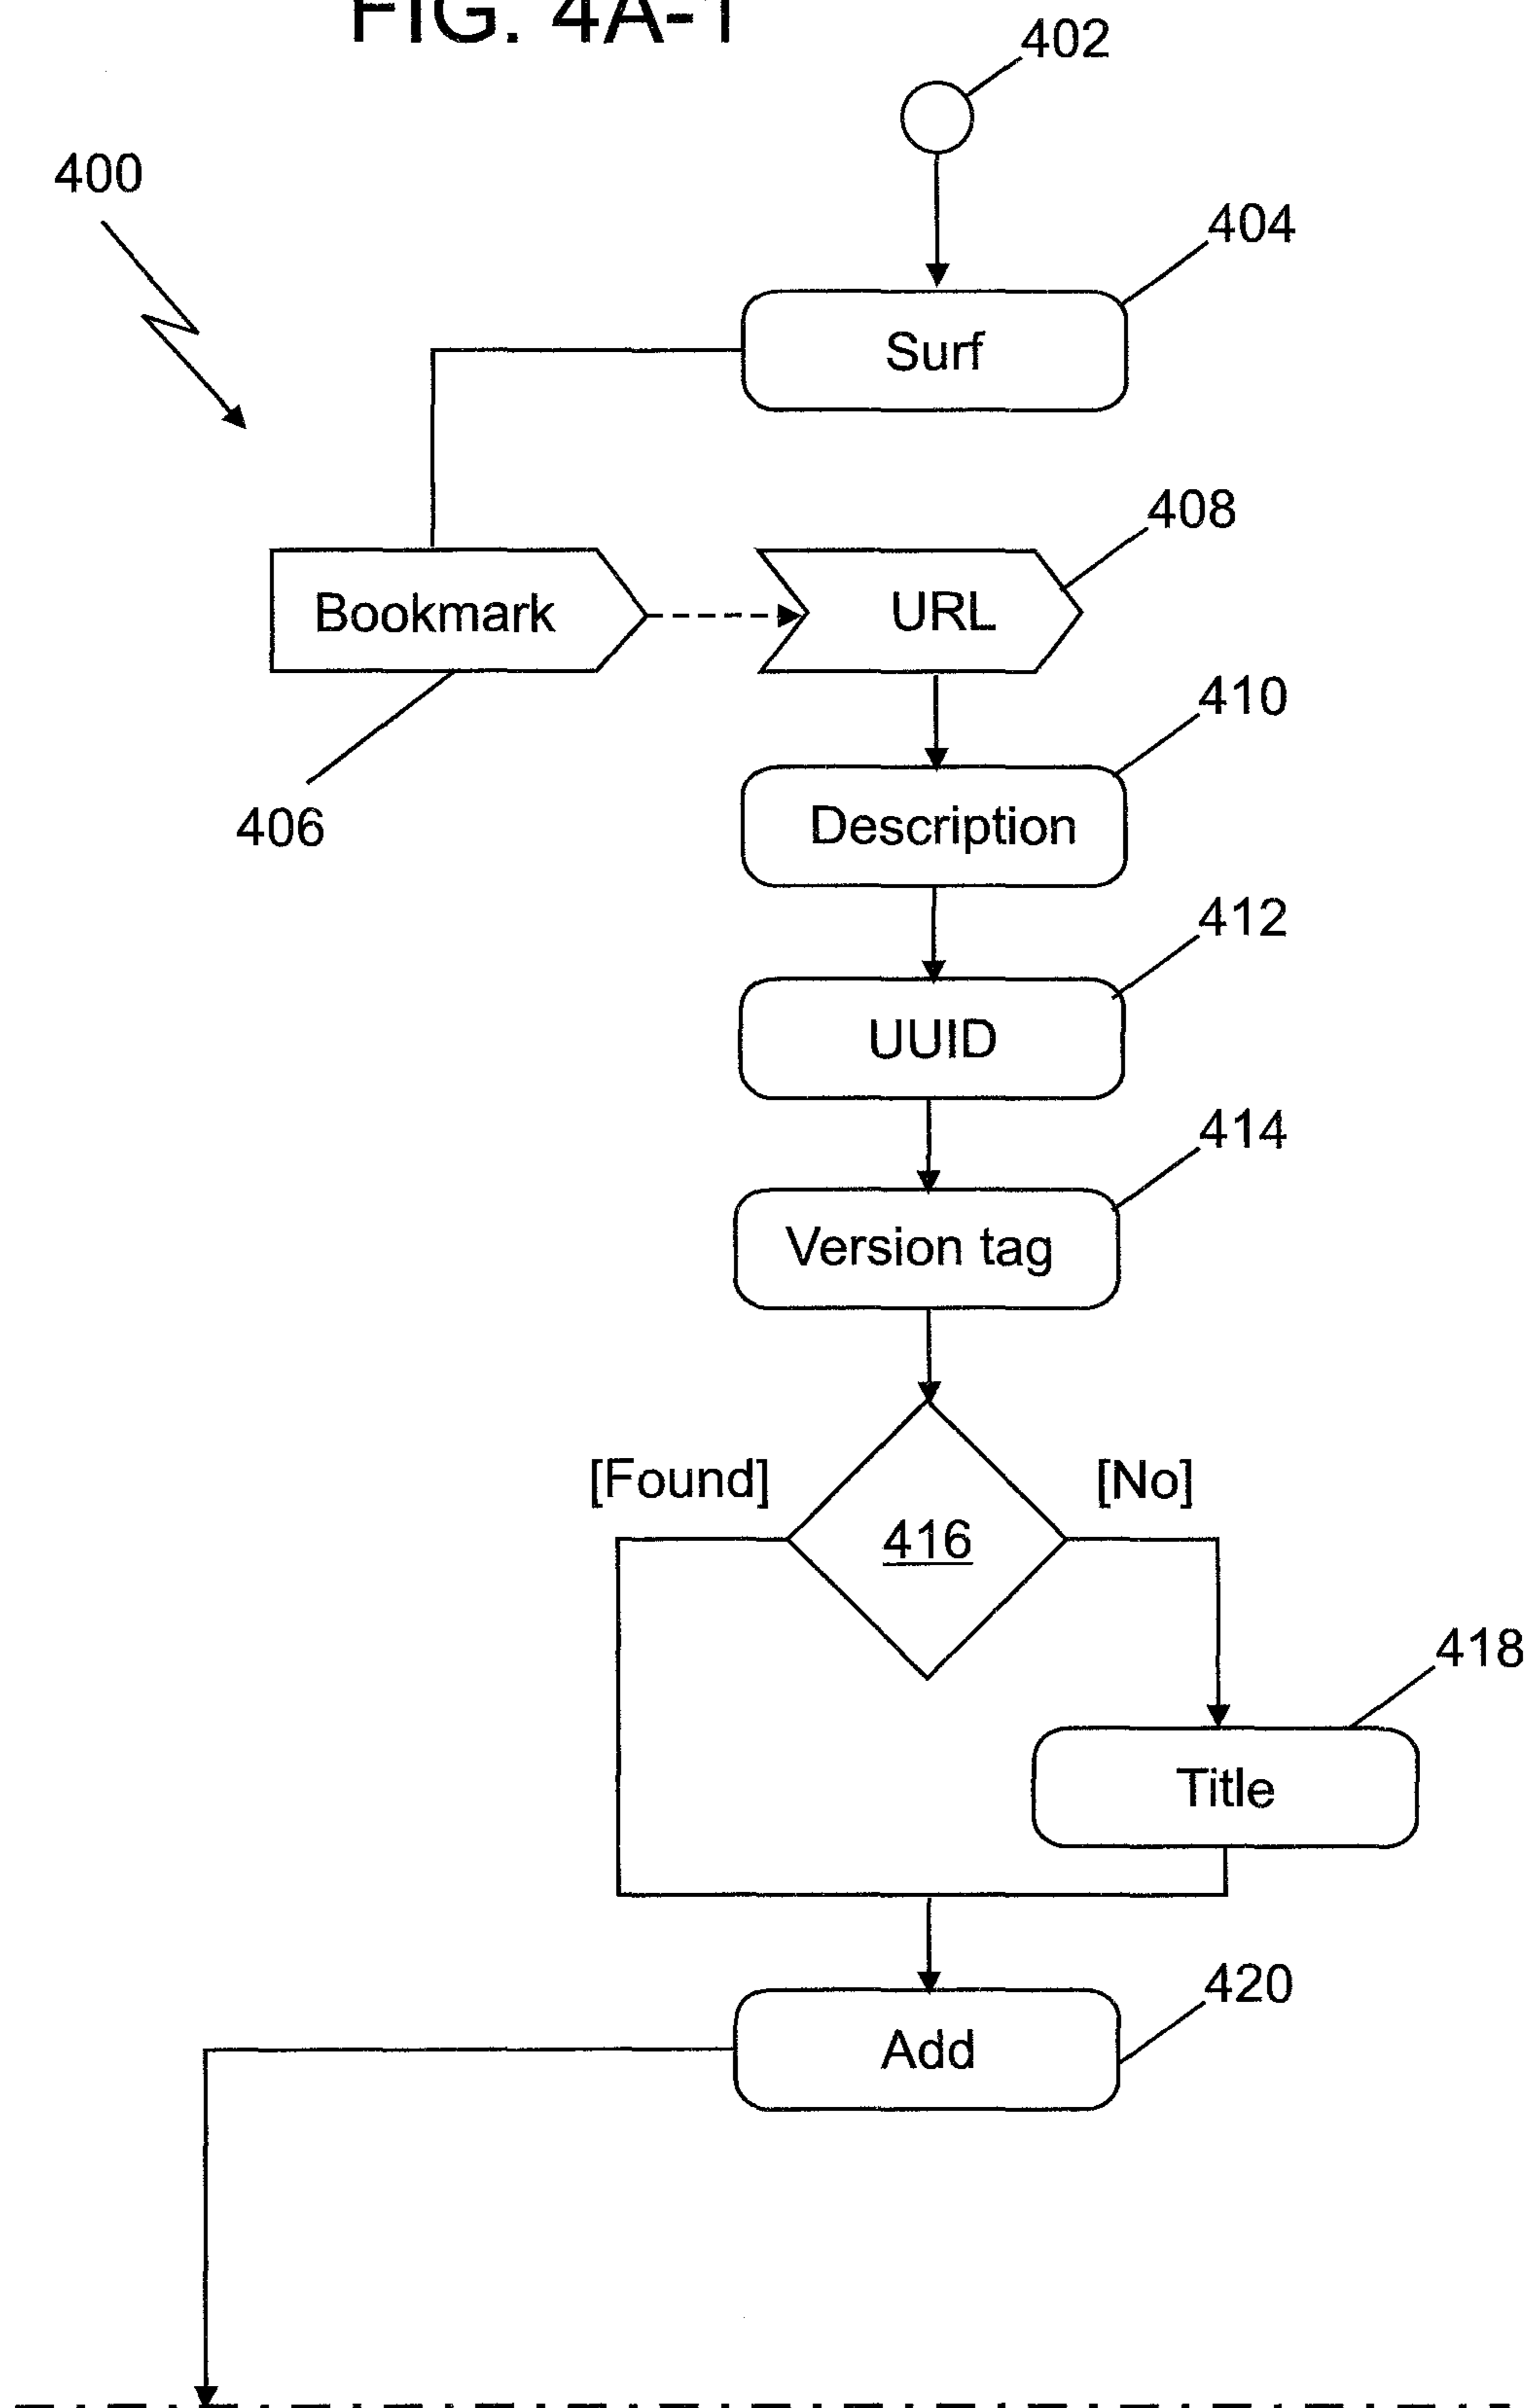 FIG. 4A-1
402
400
404
Surf
408
Bookmark
URL
410
406
Description
412
UUID
414
Version tag
[Found]
[No]
416
418
Title
420
Add